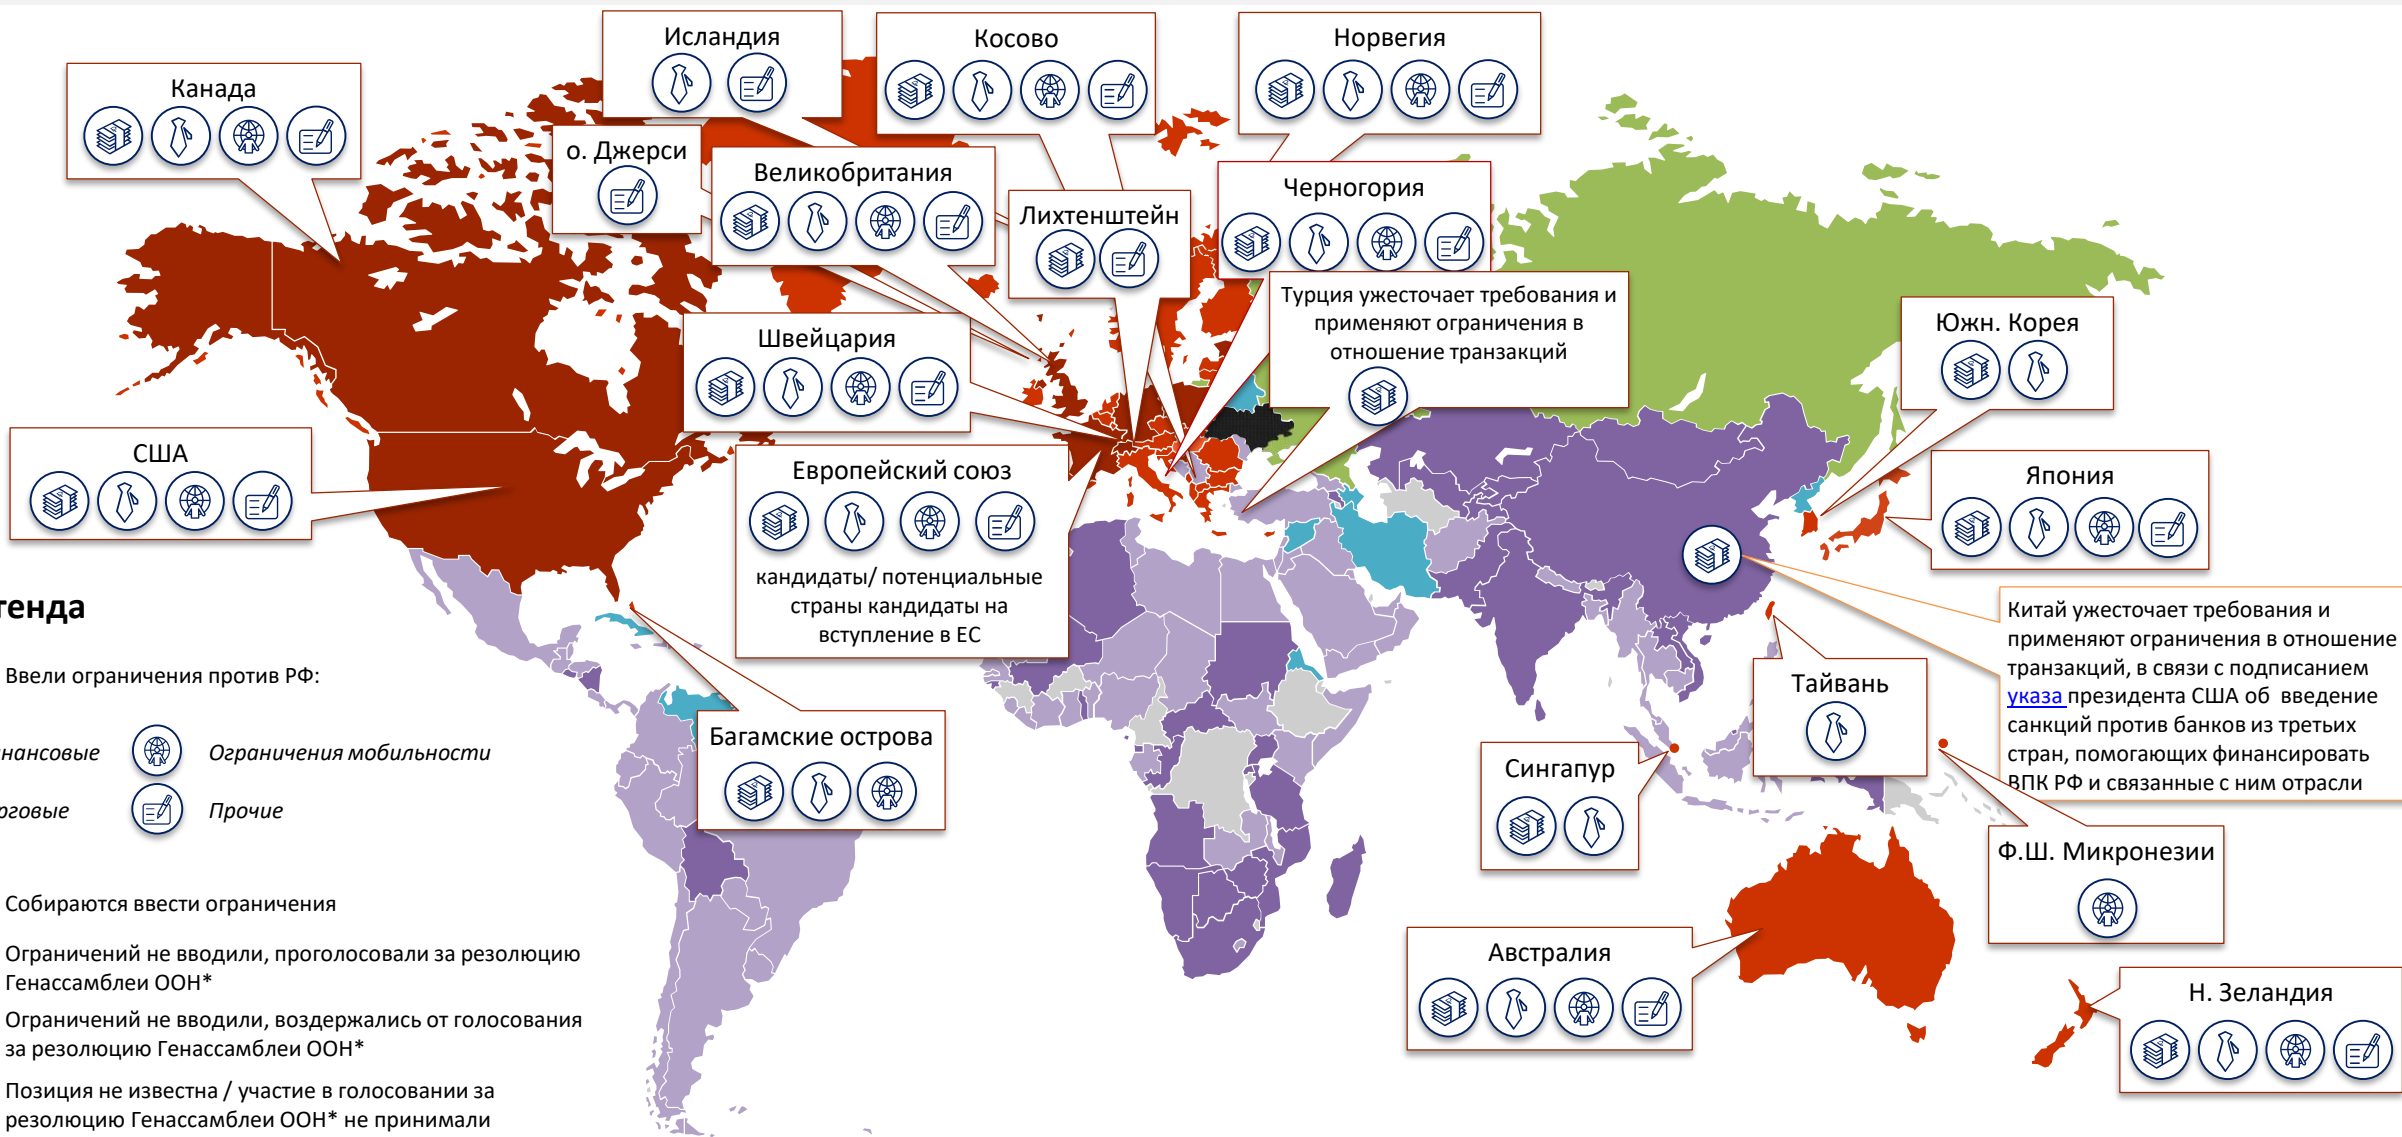 Исландия
Косово
Норвегия
Канада
о. Джерси
Великобритания
Черногория
Лихтенштейн
Турция ужесточает требования и
применяют ограничения в
отношение транзакций
Швейцария
Южн. Корея
США
Европейский союз
кандидаты/ потенциальные
страны кандидаты на
вступление в ЕС
Япония
Китай ужесточает требования и
применяют ограничения в отношение
транзакций, в связи с подписанием
указа президента США об введение
санкций против банков из третьих
стран, помогающих финансировать
ВПК РФ и связанные с ним отрасли
Тайвань
Багамские острова
Сингапур
Ф.Ш. Микронезии
Австралия
Н. Зеландия
генда
Ввели ограничения против РФ:
нансовые
Ограничения мобильности
рговые
Прочие
Собираются ввести ограничения
Ограничений не вводили, проголосовали за резолюцию
Генассамблеи ООН*
Ограничений не вводили, воздержались от голосования
за резолюцию Генассамблеи ООН*
Позиция не известна / участие в голосовании за
резолюцию Генассамблеи ООН* не принимали